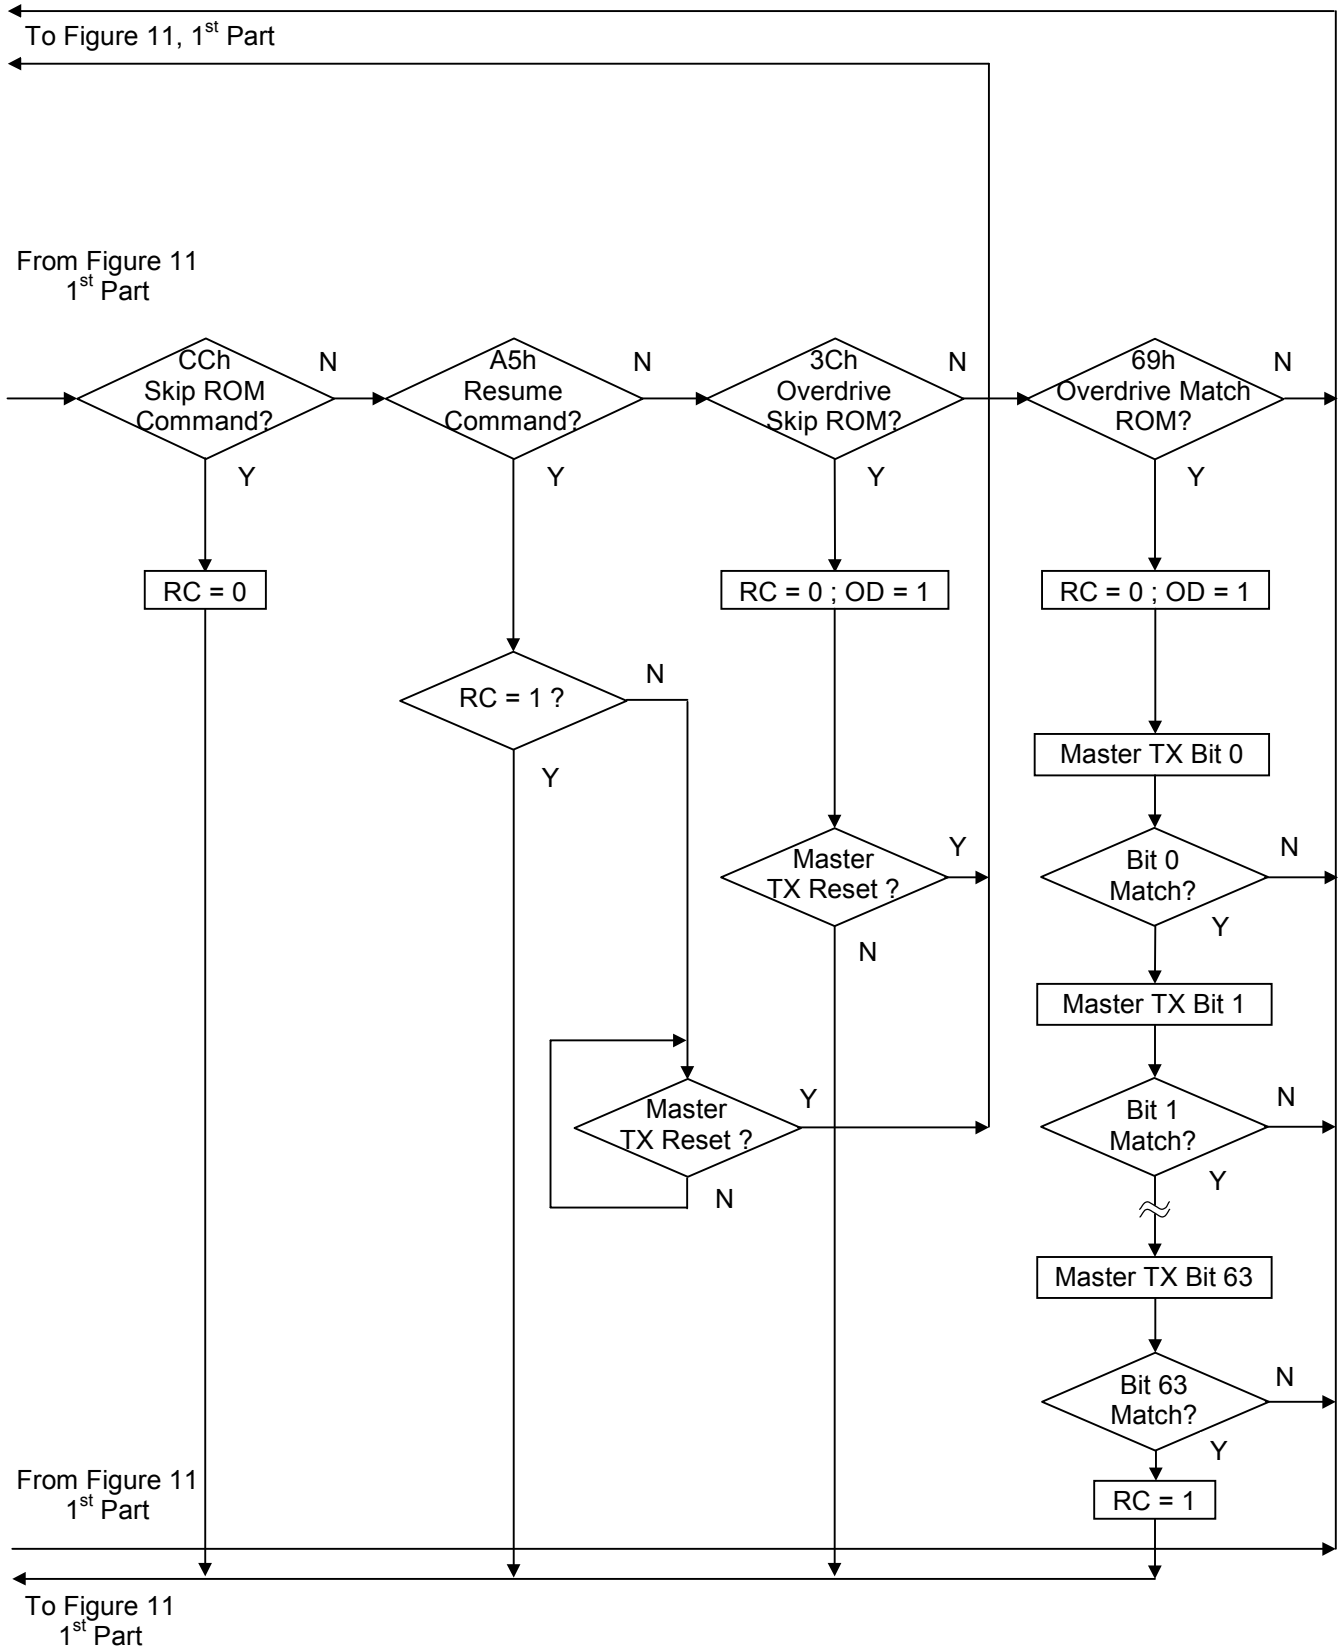 To Figure 11, 1st Part
From Figure 11
1st Part
CCh
Skip ROM
Command?
N
Y
A5h
Resume
Command?
N
Y
3Ch
Overdrive
Skip ROM?
N
Y
69h
Overdrive Match
ROM?
N
Y
RC = 0
RC = 0 ; OD = 1
RC = 0 ; OD = 1
RC = 1 ?
N
Y
Master TX Bit 0
Master
TX Reset ?
Y
N
Bit 0
Match?
N
Y
Master TX Bit 1
Master
TX Reset ?
Y
N
Bit 1
Match?
N
Y
Master TX Bit 63
Bit 63
Match?
N
Y
RC = 1
From Figure 11
1st Part
To Figure 11
1st Part